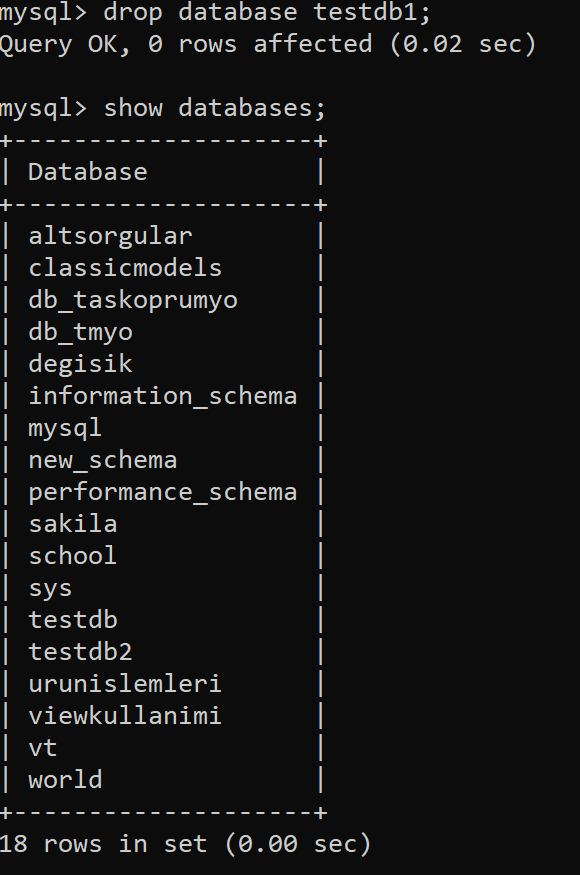 mysql> drop database testdb1;
Query OK, 0 rows affected (0.02 sec)

mysql> show databases;
+--------------------+
| Database           |
+--------------------+
| altsorgular        |
| classicmodels      |
| db_taskoprumyo     |
| db_tmyo            |
| degisik            |
| information_schema |
| mysql              |
| new_schema         |
| performance_schema |
| sakila             |
| school             |
| sys                |
| testdb             |
| testdb2            |
| urunislemleri      |
| viewkullanimi      |
| vt                 |
| world              |
+--------------------+
18 rows in set (0.00 sec)